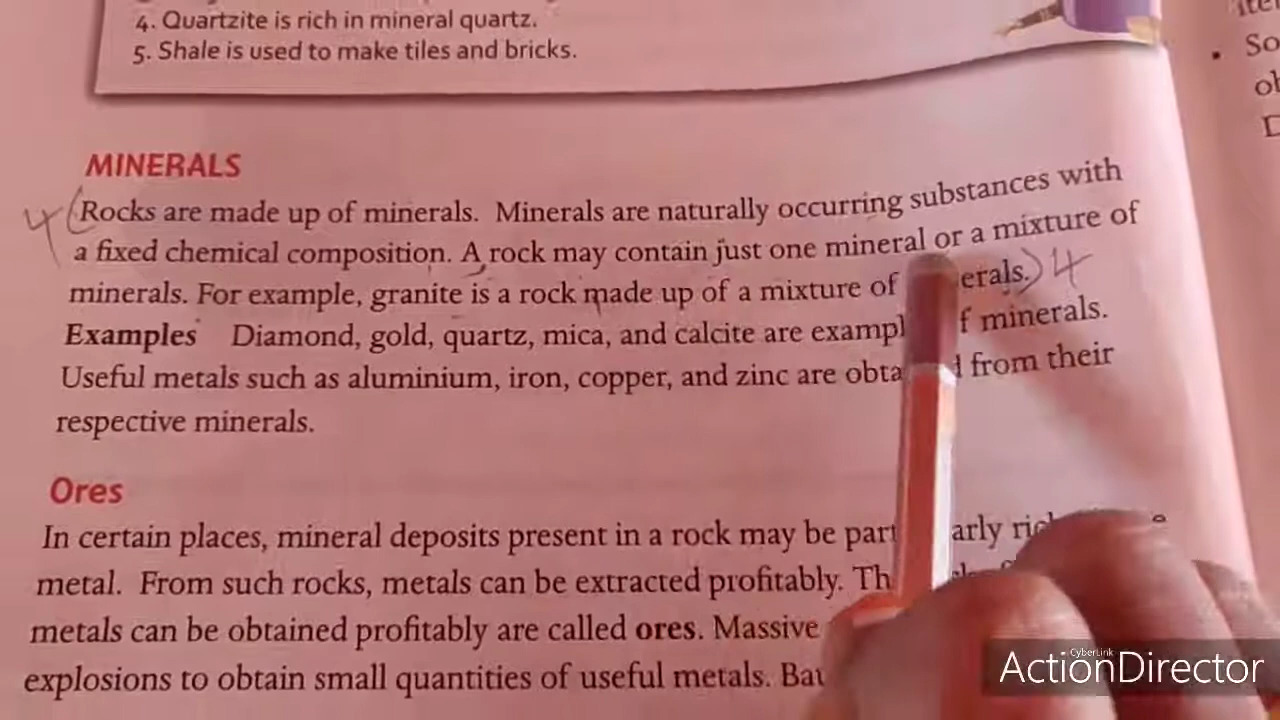 4. Quartzite is rich in mineral quartz.
5. Shale is used to make tiles and bricks.
So
MINERALS
4 (Rocks are made up of minerals. Minerals are naturally occurring substances with
a fixed chemical composition. A rock may contain just one mineral or a mixture of
minerals. For example, granite is a rock made up of a mixture of erals.) 4
Examples Diamond, gold, quartz, mica, and calcite are exampl f minerals.
Useful metals such as aluminium, iron, copper, and zinc are obta d from their
respective minerals.
Ores
In certain places, mineral deposits present in a rock may be part arly ric
metal. From such rocks, metals can be extracted profitably. Th
metals can be obtained profitably are called ores. Massive
explosions to obtain small quantities of useful metals. Bau
CyberLink
ActionDirector